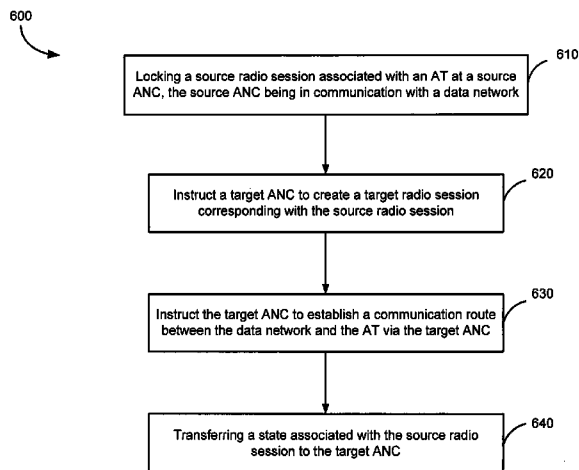 600
610
Locking a source radio session associated with an AT at a source
ANC, the source ANC being in communication with a data network
620
Instruct a target ANC to create a target radio session
corresponding with the source radio session
630
Instruct the target ANC to establish a communication route
between the data network and the AT via the target ANC
640
Transferring a state associated with the source radio
session to the target ANC